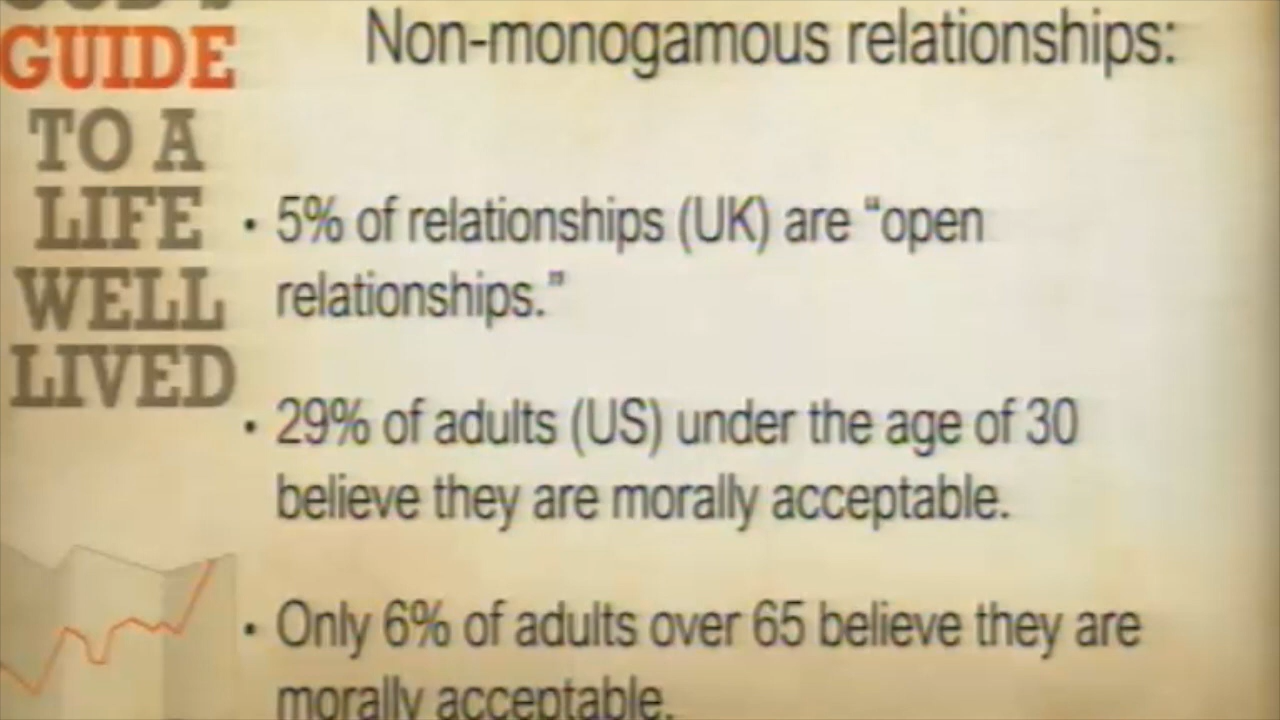 GUIDE
TO A
LIFE
WELL
LIVED
Non-monogamous relationships:
• 5% of relationships (UK) are “open
relationships.”
• 29% of adults (US) under the age of 30
believe they are morally acceptable.
• Only 6% of adults over 65 believe they are
morally acceptable.